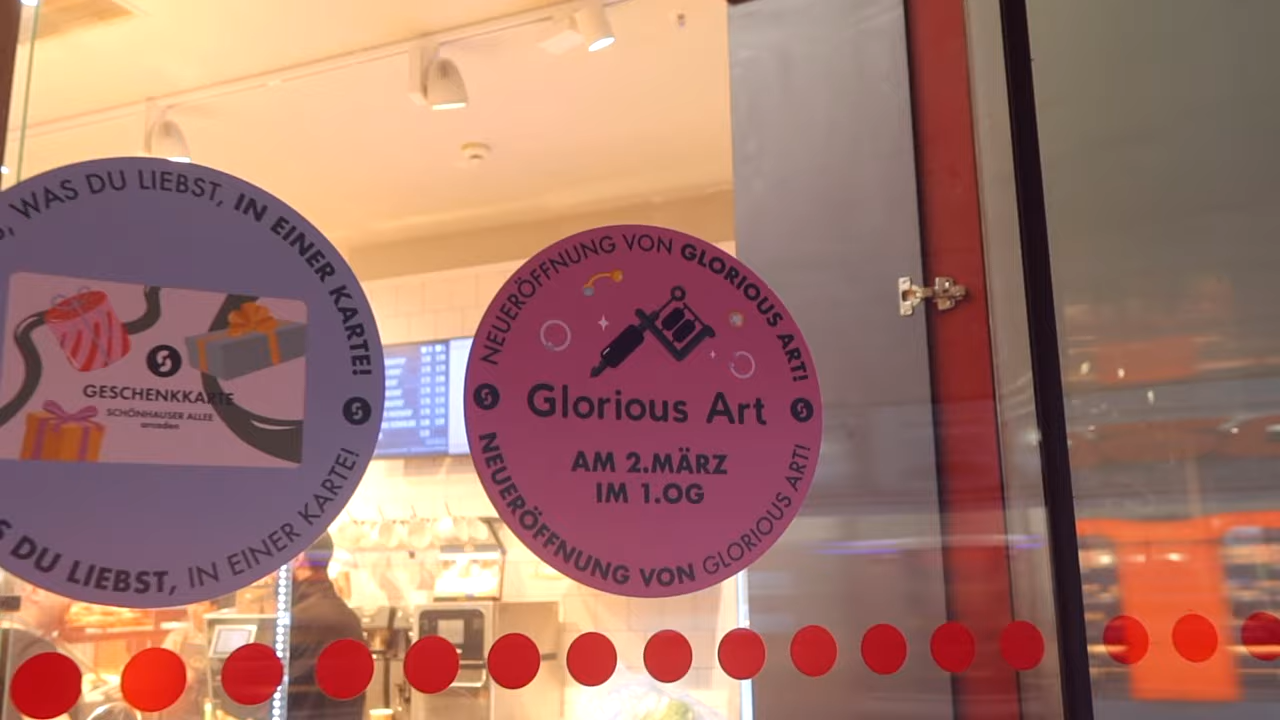 WAS DU LIEBST, IN EINER KARTE!
GESCHENKKARTE
SCHÖNHAUSER ALLEE
arcaden
DU LIEBST, IN EINER KARTE!
NEUERÖFFNUNG VON GLORIOUS ART!
Glorious Art
AM 2.MÄRZ
IM 1.OG
NEUERÖFFNUNG VON GLORIOUS ART!